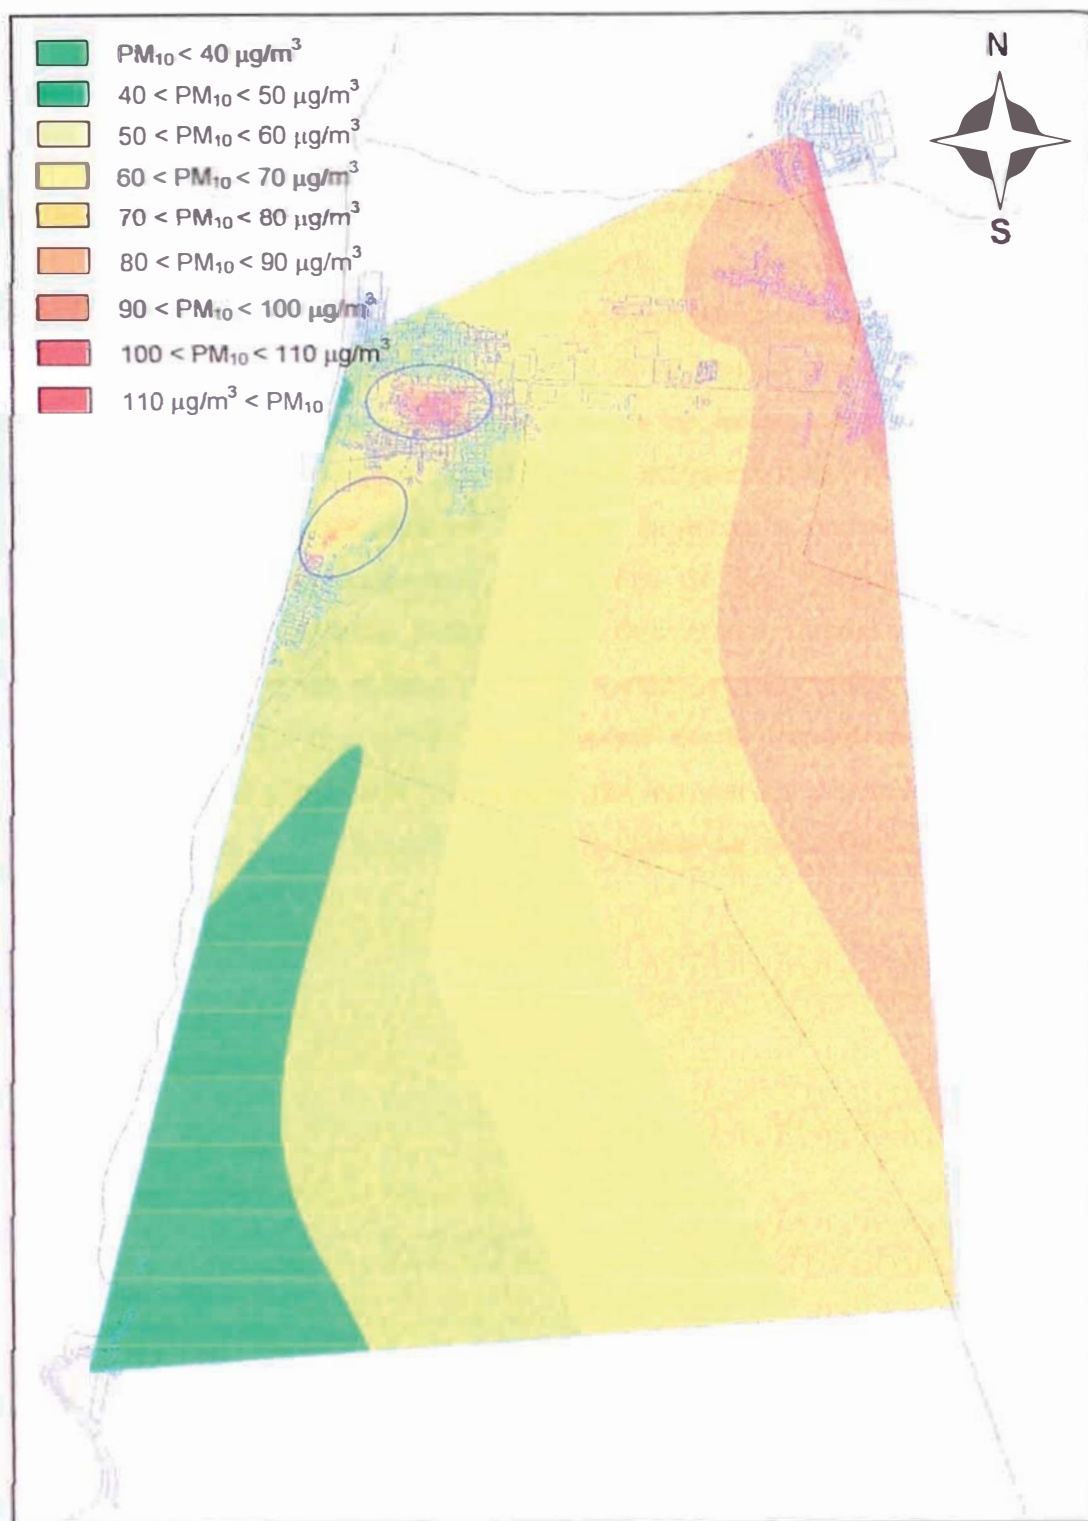 PM₁₀ < 40 µg/m³
40 < PM₁₀ < 50 µg/m³
50 < PM₁₀ < 60 µg/m³
60 < PM₁₀ < 70 µg/m³
70 < PM₁₀ < 80 µg/m³
80 < PM₁₀ < 90 µg/m³
90 < PM₁₀ < 100 µg/m³
100 < PM₁₀ < 110 µg/m³
110 µg/m³ < PM₁₀
N
S